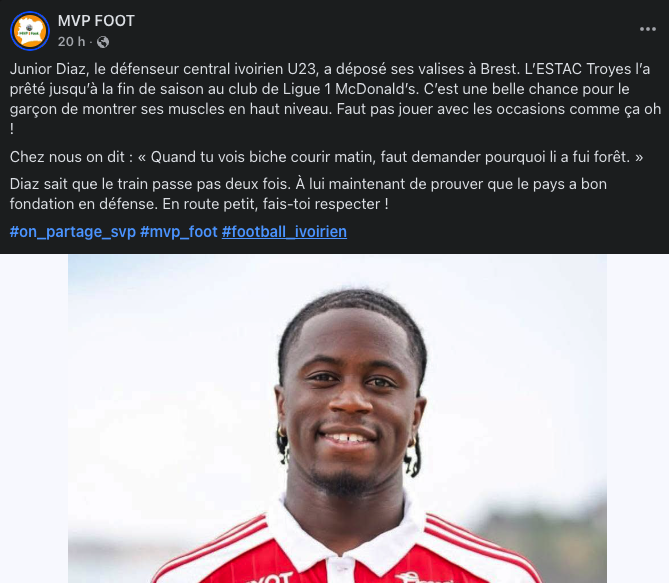 MVP FOOT
20 h ·
Junior Diaz, le défenseur central ivoirien U23, a déposé ses valises à Brest. L’ESTAC Troyes l’a
prêté jusqu’à la fin de saison au club de Ligue 1 McDonald’s. C’est une belle chance pour le
garçon de montrer ses muscles en haut niveau. Faut pas jouer avec les occasions comme ça oh
!
Chez nous on dit : « Quand tu vois biche courir matin, faut demander pourquoi li a fui forêt. »
Diaz sait que le train passe pas deux fois. À lui maintenant de prouver que le pays a bon
fondation en défense. En route petit, fais-toi respecter !
#on_partage_svp #mvp_foot #football_ivoirien